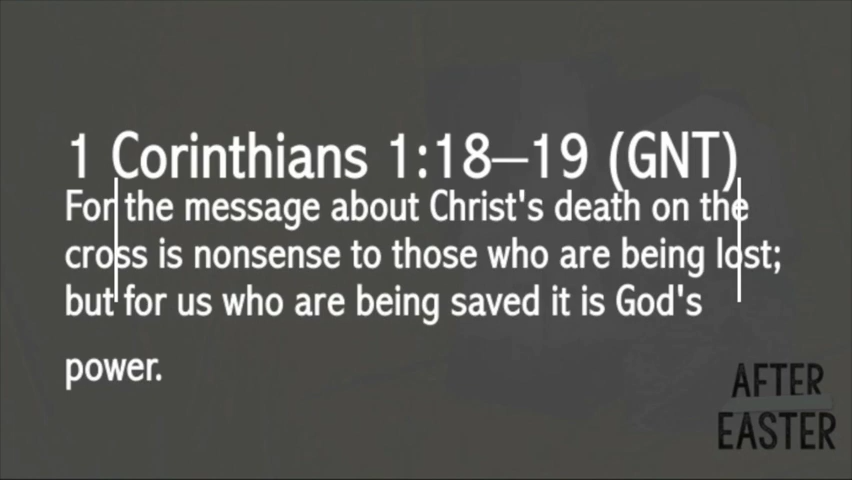 1 Corinthians 1:18–19 (GNT)
For the message about Christ's death on the
cross is nonsense to those who are being lost;
but for us who are being saved it is God's
power.
AFTER
EASTER